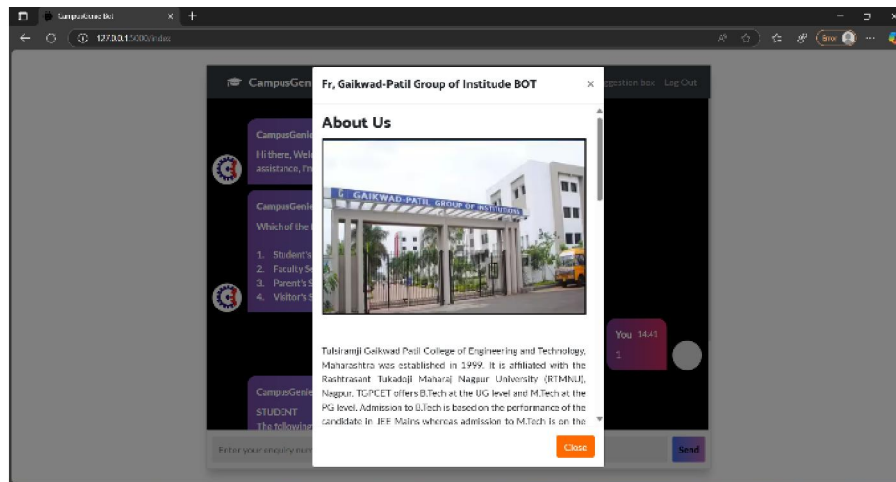 CampusGenie Bot
127.0.0.1:5000/index
Error
CampusGen
ggestion box Log Out
Fr, Gaikwad-Patil Group of Institude BOT
About Us
GAIKWAD-PATIL GROUP OF INSTITUTIONS
Tulsiramji Gaikwad Patil College of Engineering and Technology,
Maharashtra was established in 1999. It is affiliated with the
Rashtrasant Tukadoji Maharaj Nagpur University (RTMNU),
Nagpur. TGPCET offers B.Tech at the UG level and M.Tech at the
PG level. Admission to B.Tech is based on the performance of the
candidate in JEE Mains whereas admission to M.Tech is on the
Close
CampusGenie
Hi there, Wel
assistance, I'm
CampusGenie
Which of the
1. Student's
2. Faculty Se
3. Parent's S
4. Visitor's S
You 14:41
1
CampusGenie
STUDENT
The following
Enter your enquiry num
Send